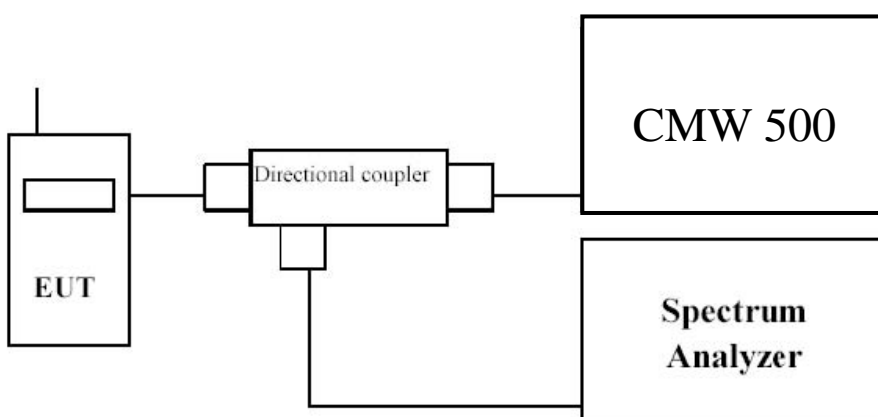 CMW 500
Directional coupler
EUT
Spectrum
Analyzer